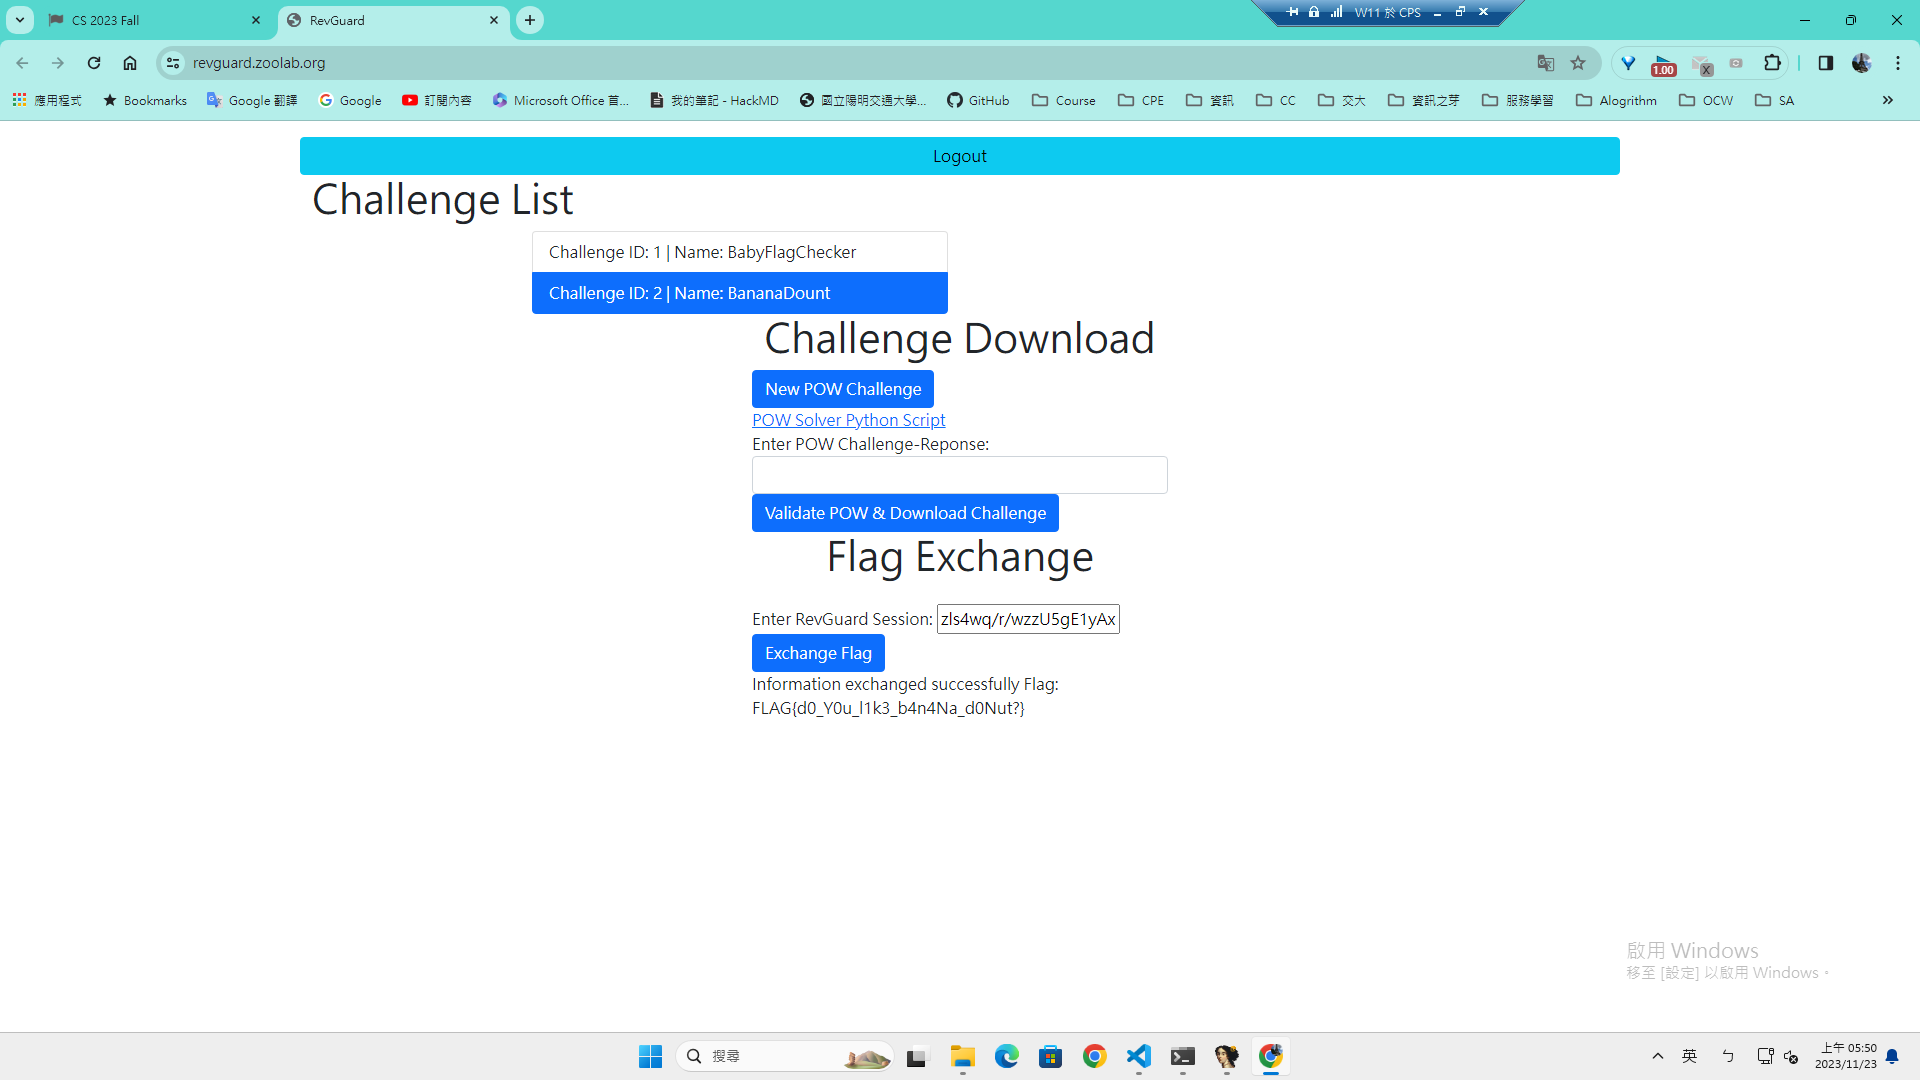 CS 2023 Fall
RevGuard
W11 於 CPS
revguard.zoolab.org
1.00
X
應用程式
Bookmarks
Google 翻譯
Google
訂閱內容
Microsoft Office 首...
我的筆記 - HackMD
國立陽明交通大學...
GitHub
Course
CPE
資訊
CC
交大
資訊之芽
服務學習
Alogrithm
OCW
SA
Logout
Challenge List
Challenge ID: 1 | Name: BabyFlagChecker
Challenge ID: 2 | Name: BananaDount
Challenge Download
New POW Challenge
POW Solver Python Script
Enter POW Challenge-Reponse:
Validate POW & Download Challenge
Flag Exchange
Enter RevGuard Session: zls4wq/r/wzzU5gE1yAx
Exchange Flag
Information exchanged successfully Flag:
FLAG{d0_Y0u_l1k3_b4n4Na_d0Nut?}
啟用 Windows
移至 [設定] 以啟用 Windows。
搜尋
英
ㄅ
上午 05:50
2023/11/23